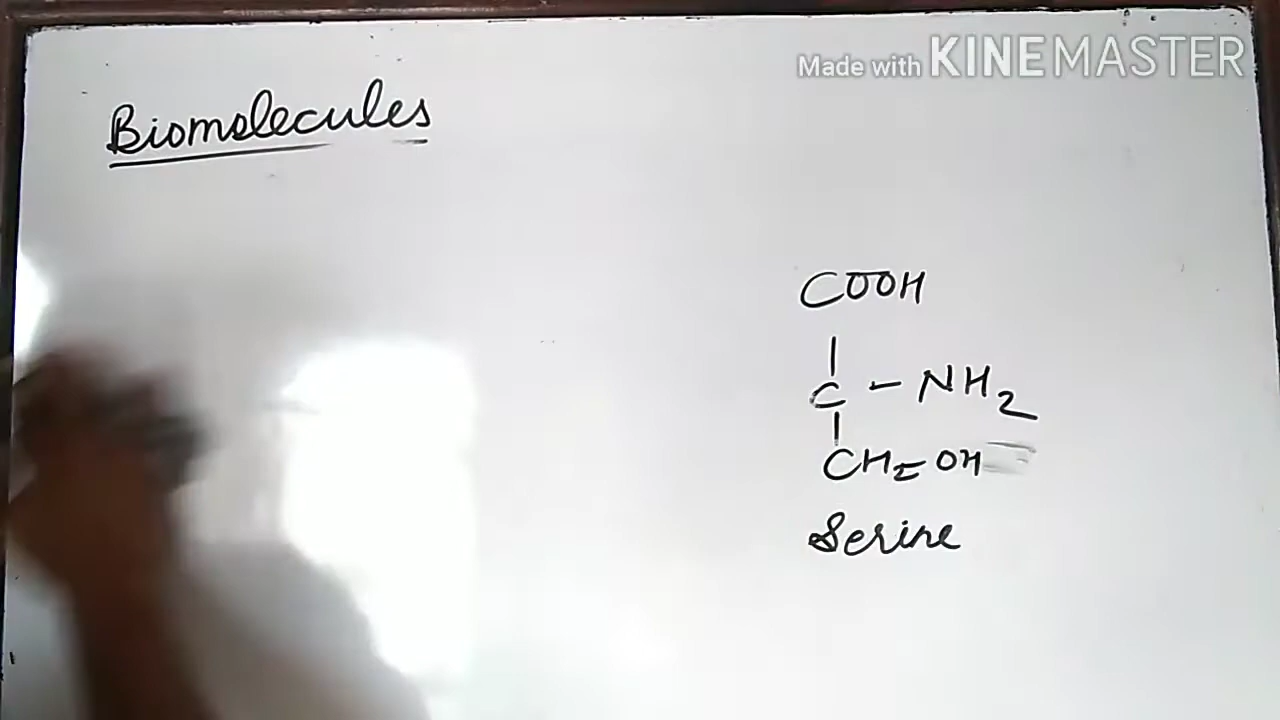 Made with KINEMASTER
Biomolecules
COOH
|
C - NH2
|
CH2 - OH
Serine